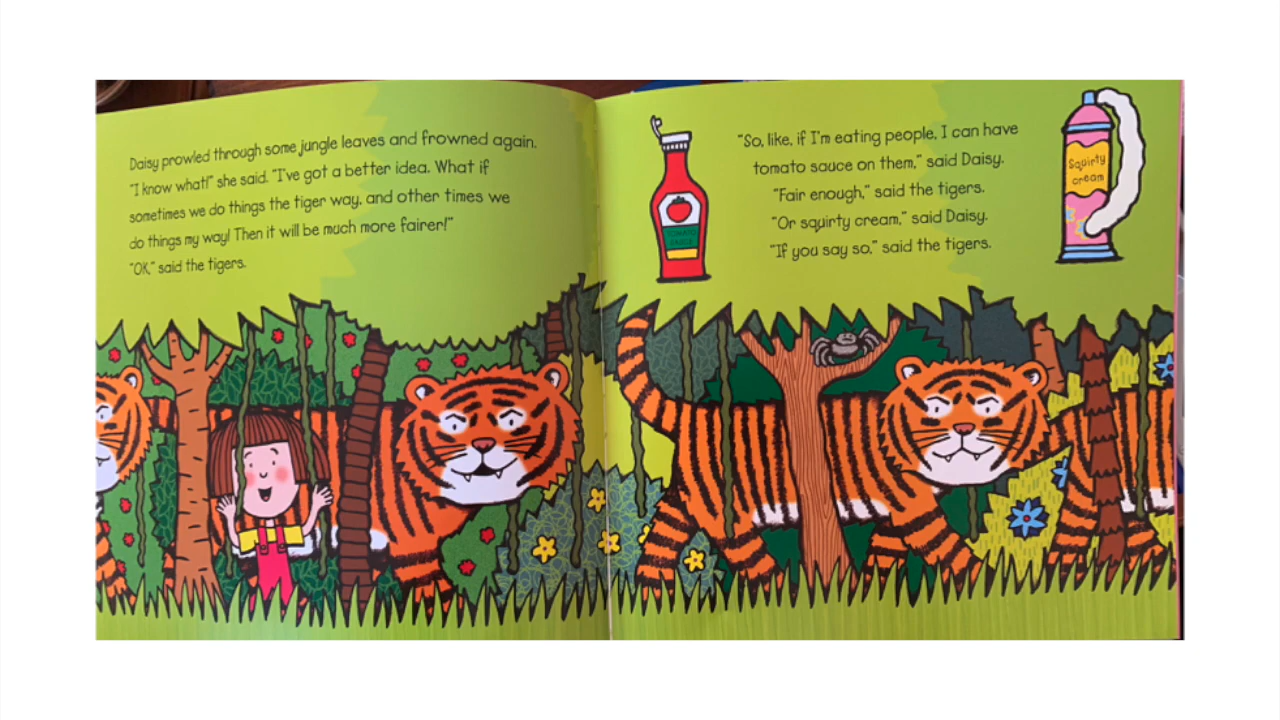 Daisy prowled through some jungle leaves and frowned again.
"I know what!" she said. "I've got a better idea. What if
sometimes we do things the tiger way, and other times we
do things my way! Then it will be much more fairer!"
"OK," said the tigers.
"So, like, if I'm eating people, I can have
tomato sauce on them," said Daisy.
"Fair enough," said the tigers.
"Or squirty cream," said Daisy.
"If you say so," said the tigers.
TOMATO
SAUCE
Squirty
cream